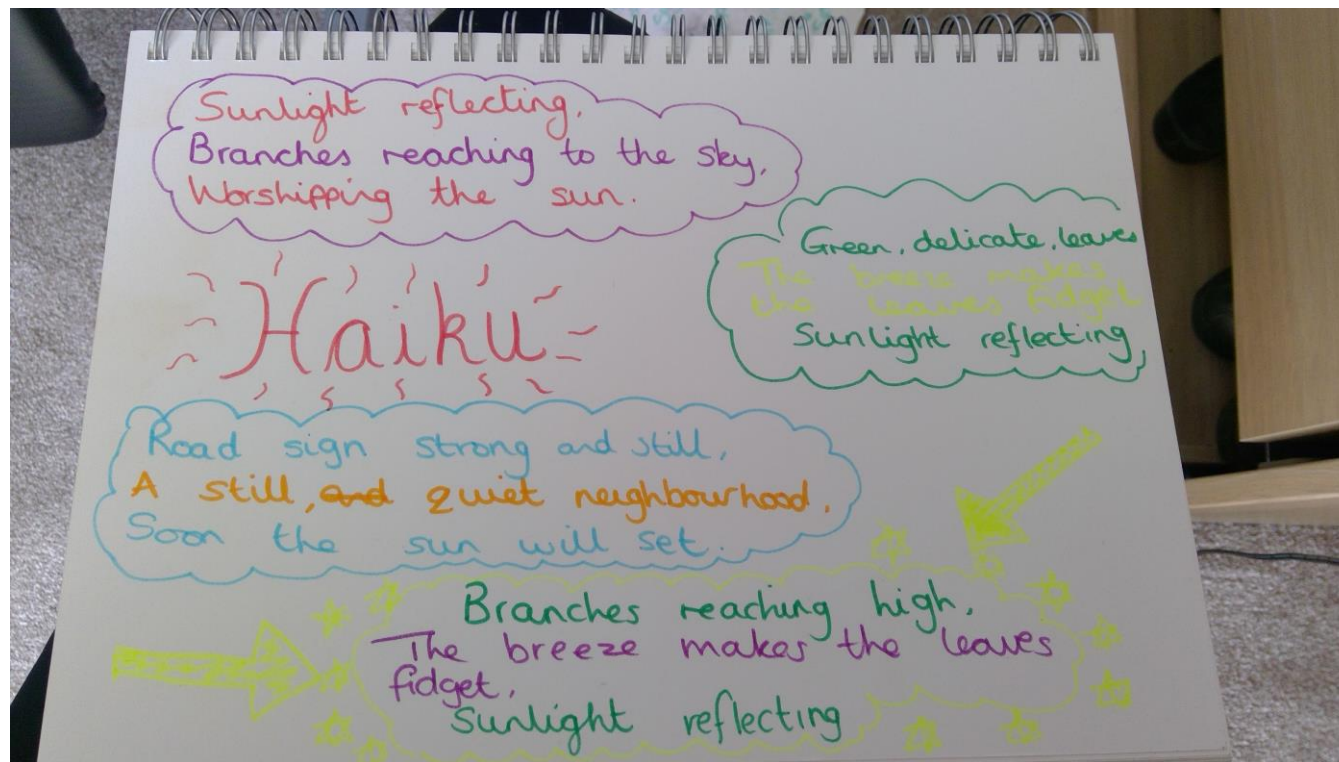 Sunlight reflecting,
Branches reaching to the sky,
Worshipping the sun.
Green, delicate, leaves
The breeze makes
the leaves fidget
Sunlight reflecting,
Haiku
Road sign strong and still,
A still, and quiet neighbourhood,
Soon the sun will set.
Branches reaching high,
The breeze makes the leaves
fidget,
Sunlight reflecting